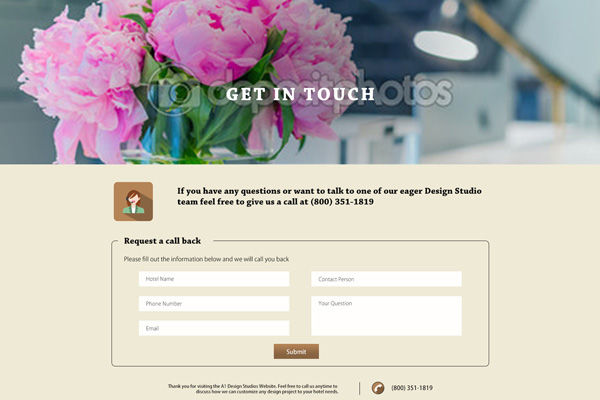 depositphotos
GET IN TOUCH
If you have any questions or want to talk to one of our eager Design Studio
team feel free to give us a call at (800) 351-1819
Request a call back
Please fill out the information below and we will call you back
Hotel Name
Contact Person
Phone Number
Your Question
Email
Submit
Thank you for visiting the A1 Design Studios Website. Feel free to call us anytime to
discuss how we can customize any design project to your hotel needs.
(800) 351-1819